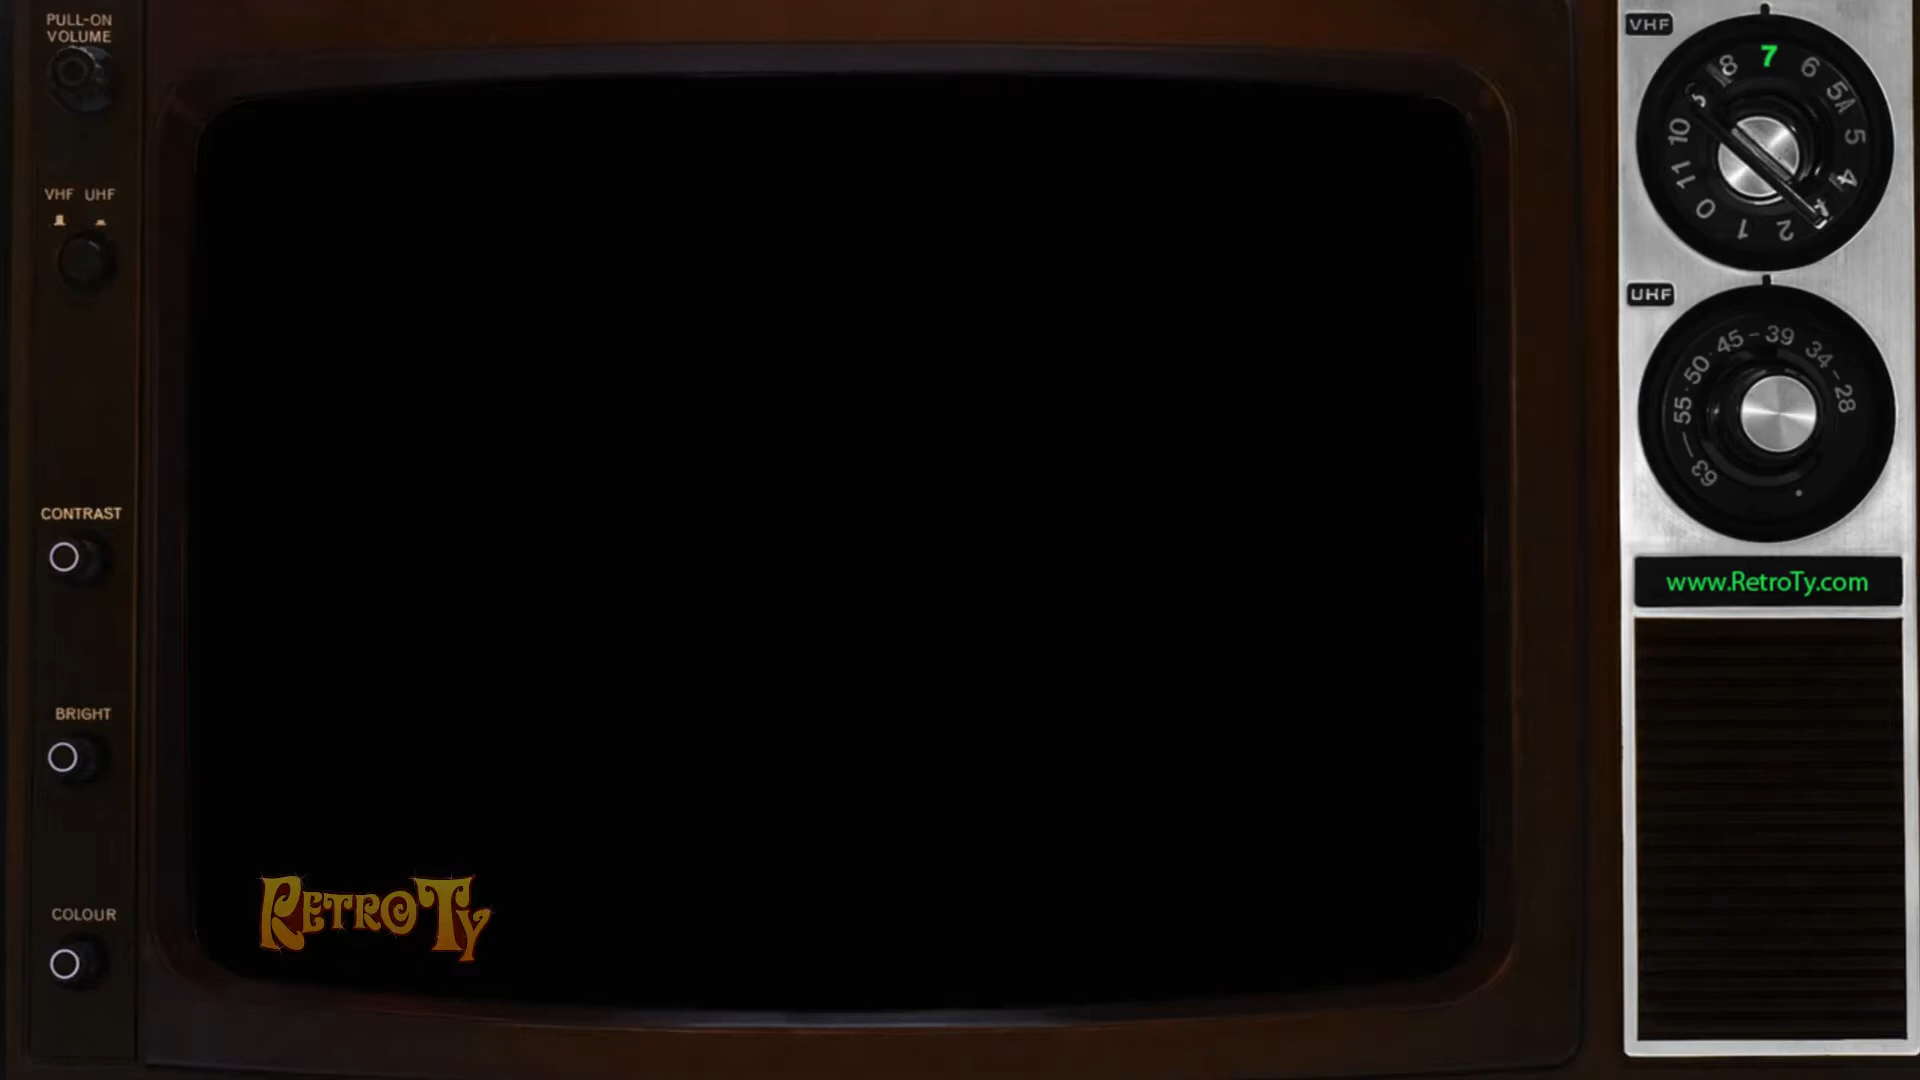 PULL-ON
VOLUME
VHF UHF
CONTRAST
BRIGHT
COLOUR
RETROTY
VHF
7
6
5A
5
4
2
1
0
11
10
8
UHF
63 — 55 · 50 · 45 – 39 34 – 28
www.RetroTy.com